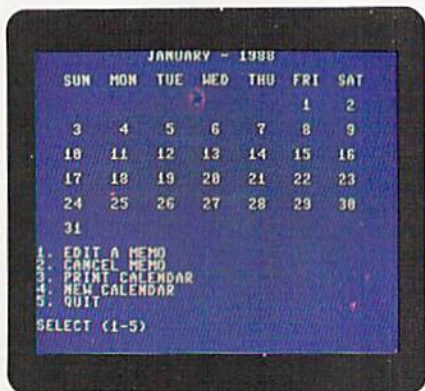 JANUARY - 1988
SUN MON TUE WED THU FRI SAT
1 2
3 4 5 6 7 8 9
10 11 12 13 14 15 16
17 18 19 20 21 22 23
24 25 26 27 28 29 30
31
1. EDIT A MEMO
2. CANCEL MEMO
3. PRINT CALENDAR
4. NEW CALENDAR
5. QUIT
SELECT (1-5)